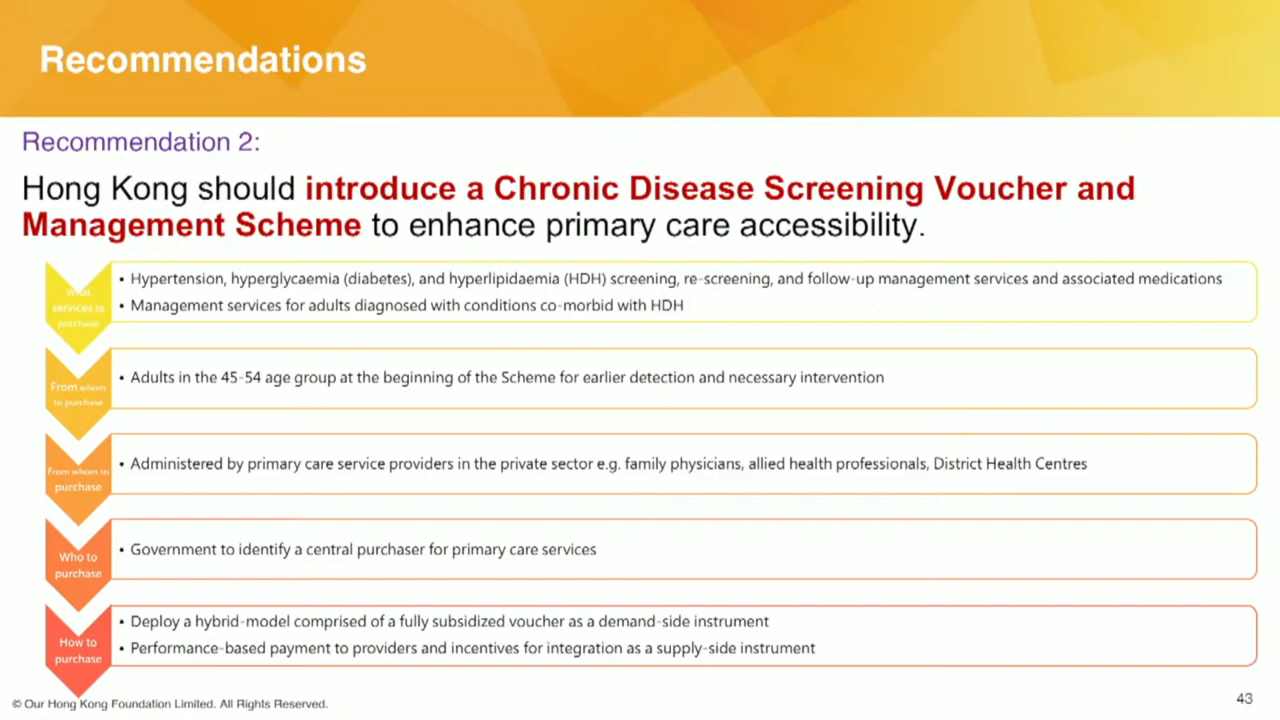 Recommendations
Recommendation 2:
Hong Kong should introduce a Chronic Disease Screening Voucher and
Management Scheme to enhance primary care accessibility.
What
services to
purchase
• Hypertension, hyperglycaemia (diabetes), and hyperlipidaemia (HDH) screening, re-screening, and follow-up management services and associated medications
• Management services for adults diagnosed with conditions co-morbid with HDH
From whom
to purchase
• Adults in the 45-54 age group at the beginning of the Scheme for earlier detection and necessary intervention
From whom to
purchase
• Administered by primary care service providers in the private sector e.g. family physicians, allied health professionals, District Health Centres
Who to
purchase
• Government to identify a central purchaser for primary care services
How to
purchase
• Deploy a hybrid-model comprised of a fully subsidized voucher as a demand-side instrument
• Performance-based payment to providers and incentives for integration as a supply-side instrument
© Our Hong Kong Foundation Limited. All Rights Reserved.
43